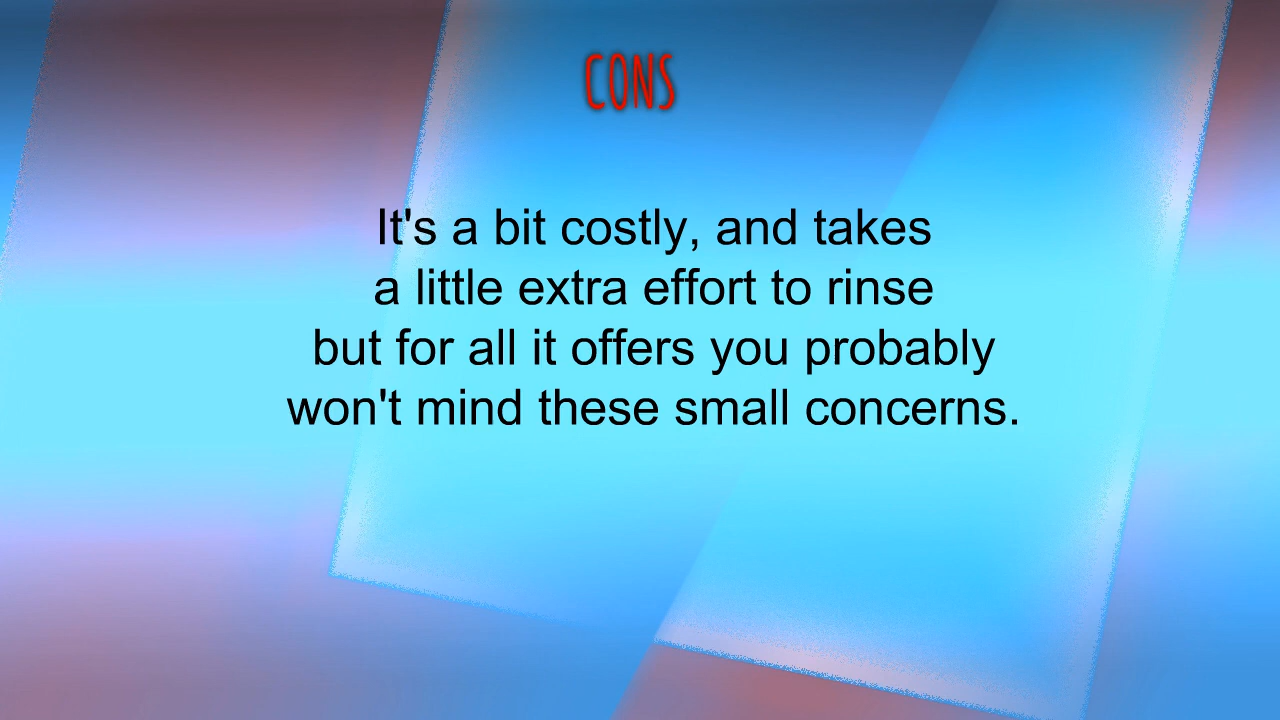 CONS
It's a bit costly, and takes
a little extra effort to rinse
but for all it offers you probably
won't mind these small concerns.